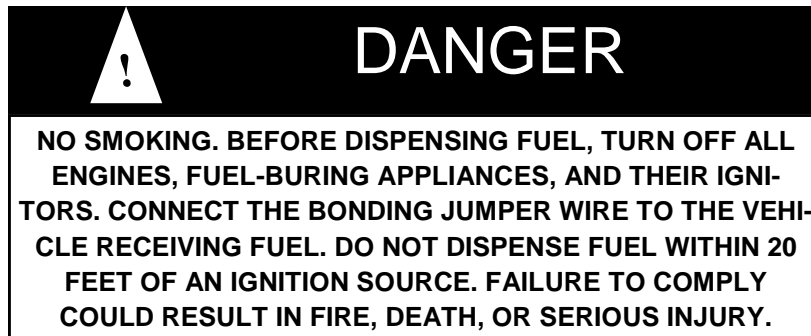 !
DANGER
NO SMOKING. BEFORE DISPENSING FUEL, TURN OFF ALL
ENGINES, FUEL-BURING APPLIANCES, AND THEIR IGNI-
TORS. CONNECT THE BONDING JUMPER WIRE TO THE VEHI-
CLE RECEIVING FUEL. DO NOT DISPENSE FUEL WITHIN 20
FEET OF AN IGNITION SOURCE. FAILURE TO COMPLY
COULD RESULT IN FIRE, DEATH, OR SERIOUS INJURY.